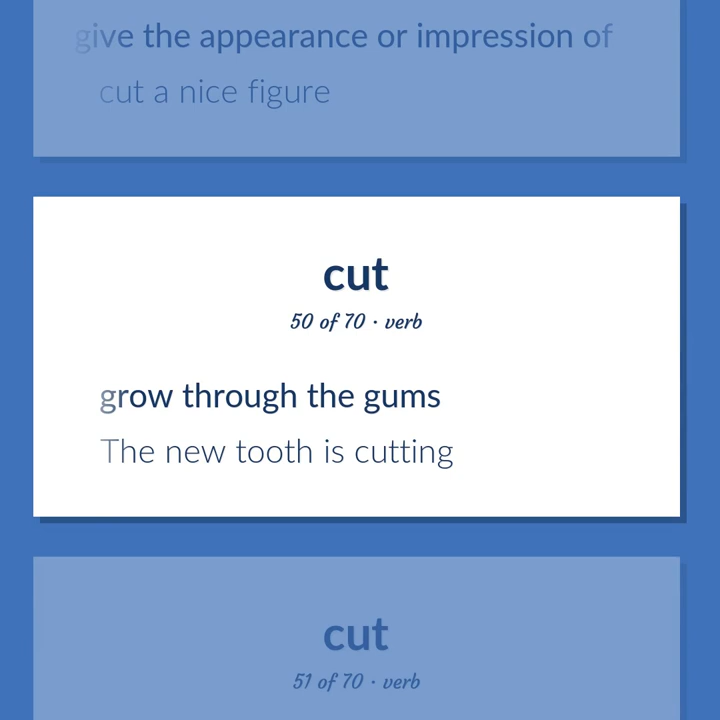 give the appearance or impression of
cut a nice figure
cut
50 of 70 · verb
grow through the gums
The new tooth is cutting
cut
51 of 70 · verb